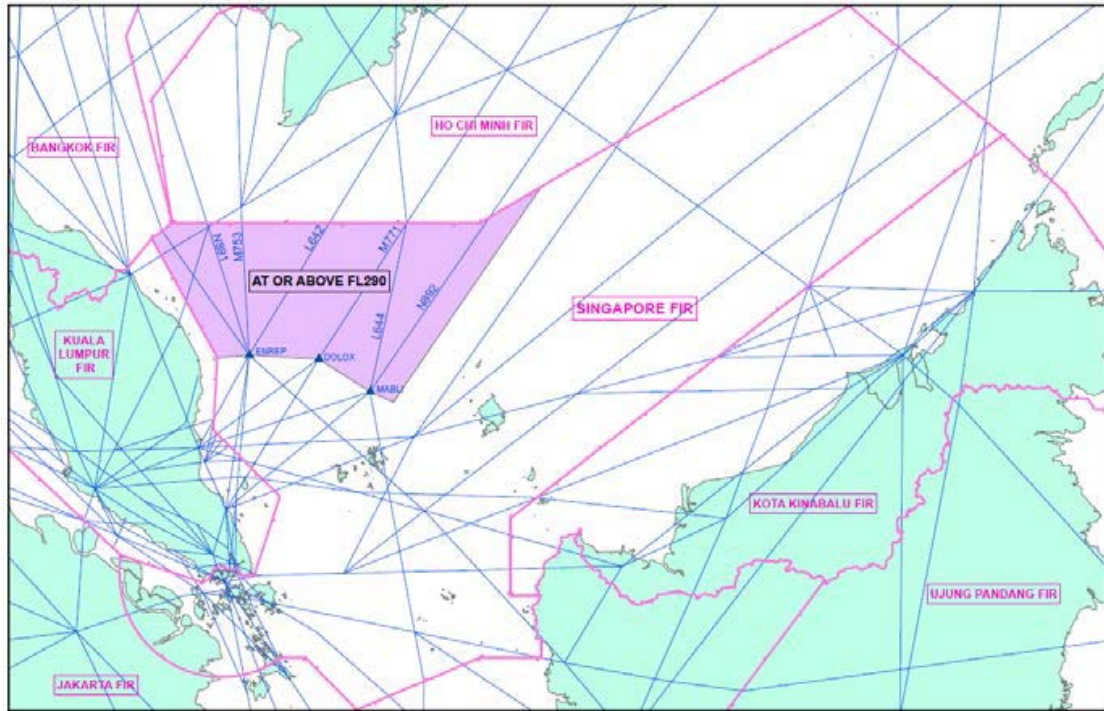 HO CHI MINH FIR
BANGKOK FIR
N891
M753
L642
M771
AT OR ABOVE FL290
N892
SINGAPORE FIR
L644
KUALA
LUMPUR
FIR
ENREP
DOLOX
MABLI
KOTA KINABALU FIR
UJUNG PANDANG FIR
JAKARTA FIR